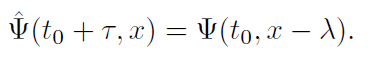 Ψ̂(t₀ + τ, x) = Ψ(t₀, x − λ).